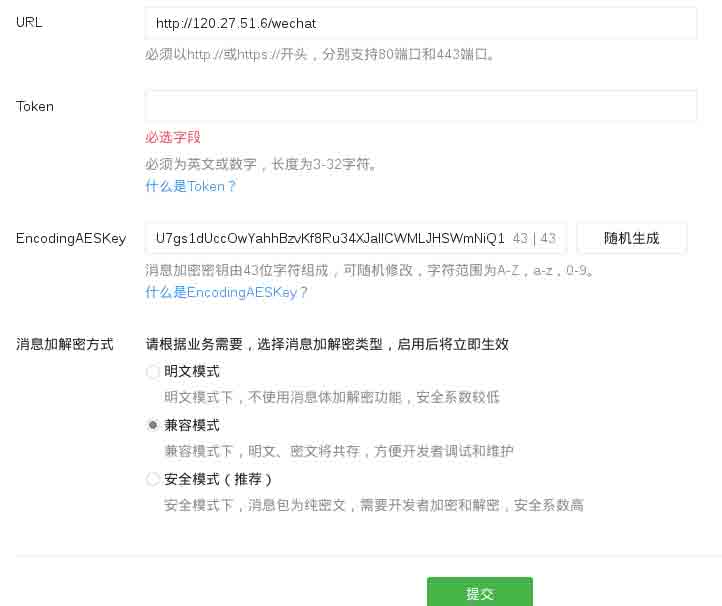 URL
http://120.27.51.6/wechat
必须以http://或https://开头，分别支持80端口和443端口。
Token
必选字段
必须为英文或数字，长度为3-32字符。
什么是Token？
EncodingAESKey
U7gs1dUccOwYahhBzvKf8Ru34XJallCWMLJHSWmNiQ1 43 | 43
随机生成
消息加密密钥由43位字符组成，可随机修改，字符范围为A-Z，a-z，0-9。
什么是EncodingAESKey？
消息加解密方式
请根据业务需要，选择消息加解密类型，启用后将立即生效
明文模式
明文模式下，不使用消息体加解密功能，安全系数较低
兼容模式
兼容模式下，明文、密文将共存，方便开发者调试和维护
安全模式（推荐）
安全模式下，消息包为纯密文，需要开发者加密和解密，安全系数高
提交